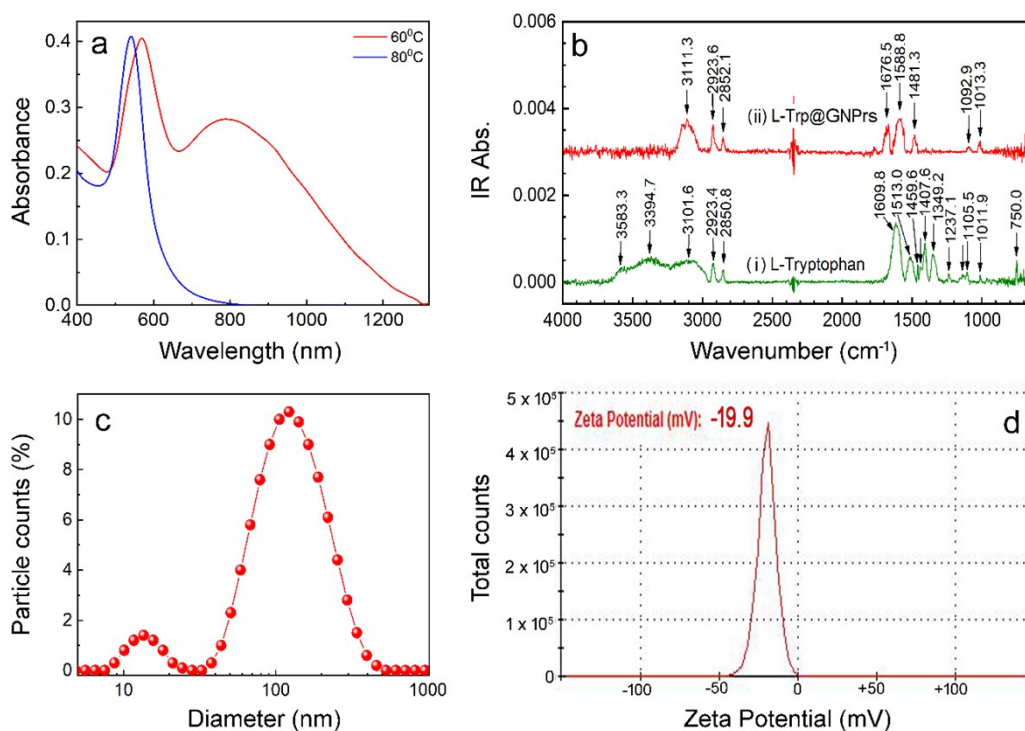 a
60⁰C
80⁰C
0.4
0.3
0.2
0.1
0.0
Absorbance
400
600
800
1000
1200
Wavelength (nm)
b
0.006
0.004
0.002
0.000
IR Abs.
3111.3
2923.6
2852.1
1676.5
1588.8
1481.3
1092.9
1013.3
(ii) L-Trp@GNPrs
3583.3
3394.7
3101.6
2923.4
2850.8
1609.8
1513.0
1459.6
1407.6
1349.2
1237.1
1105.5
1011.9
750.0
(i) L-Tryptophan
4000
3500
3000
2500
2000
1500
1000
500
Wavenumber (cm⁻¹)
c
10
8
6
4
2
0
Particle counts (%)
10
100
1000
Diameter (nm)
d
Zeta Potential (mV): -19.9
5 x 10⁵
4 x 10⁵
3 x 10⁵
2 x 10⁵
1 x 10⁵
0
Total counts
-100
-50
0
+50
+100
Zeta Potential (mV)